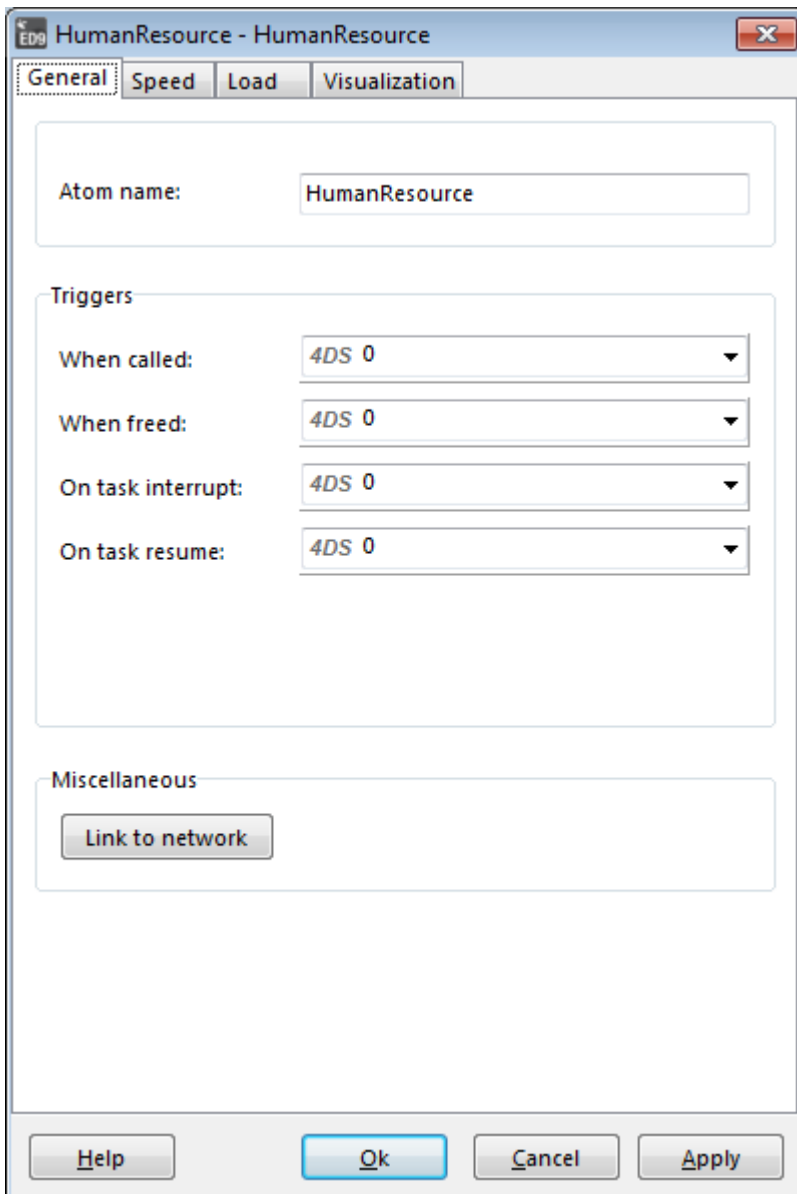 ED9 HumanResource - HumanResource
General Speed Load Visualization
Atom name: HumanResource
Triggers
When called: 4DS 0
When freed: 4DS 0
On task interrupt: 4DS 0
On task resume: 4DS 0
Miscellaneous
Link to network
Help Ok Cancel Apply